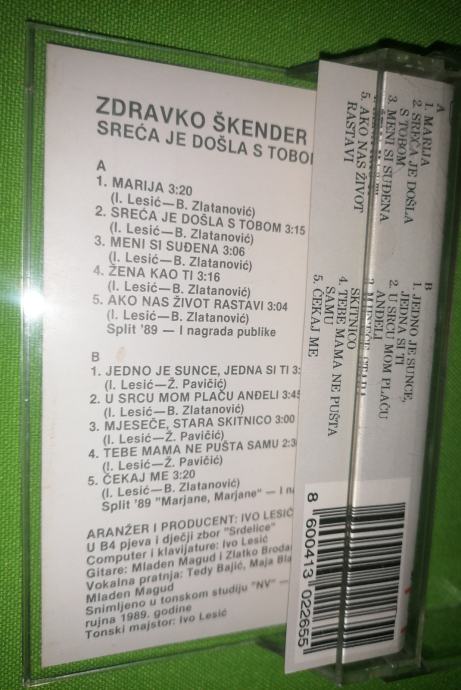 ZDRAVKO ŠKENDER
SREĆA JE DOŠLA S TOBOM
A
1. MARIJA 3:20
(I. Lesić—B. Zlatanović)
2. SREĆA JE DOŠLA S TOBOM 3:15
(I. Lesić—B. Zlatanović)
3. MENI SI SUĐENA 3:06
(I. Lesić—B. Zlatanović)
4. ŽENA KAO TI 3:16
(I. Lesić—B. Zlatanović)
5. AKO NAS ŽIVOT RASTAVI 3:04
(I. Lesić—B. Zlatanović)
Split '89 — I nagrada publike
B
1. JEDNO JE SUNCE, JEDNA SI TI 3:
(I. Lesić—Ž. Pavičić)
2. U SRCU MOM PLAČU ANĐELI 3:45
(I. Lesić—B. Zlatanović)
3. MJESEČE, STARA SKITNICO 3:00
(I. Lesić—Ž. Pavičić)
4. TEBE MAMA NE PUŠTA SAMU 2:3
(I. Lesić—Ž. Pavičić)
5. ČEKAJ ME 3:20
(I. Lesić—B. Zlatanović)
Split '89 "Marjane, Marjane" — I
ARANŽER I PRODUCENT: IVO LESIĆ
U B4 pjeva i dječji zbor "Srdelice"
Computer i klavijature: Ivo Lesić
Gitare: Mladen Magud i Zlatko
Vokalna pratnja: Tedy Bajić, Maja
Mladen Magud
Snimljeno u tonskom studiju "NV" —
rujna 1989. godine
Tonski majstor: Ivo Lesić
A
1. MARIJA
2. SREĆA JE DOŠLA
S TOBOM
3. MENI SI SUĐENA
5. AKO NAS ŽIVOT
RASTAVI
B
1. JEDNO JE SUNCE,
JEDNA SI TI
2. U SRCU MOM PLAČU
ANĐELI
SKITNICO
4. TEBE MAMA NE PUŠTA
SAMU
5. ČEKAJ ME
8 600413 022655